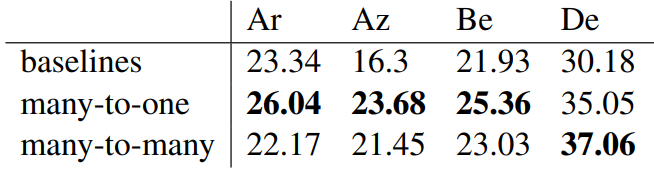 Ar Az Be De
baselines 23.34 16.3 21.93 30.18
many-to-one 26.04 23.68 25.36 35.05
many-to-many 22.17 21.45 23.03 37.06